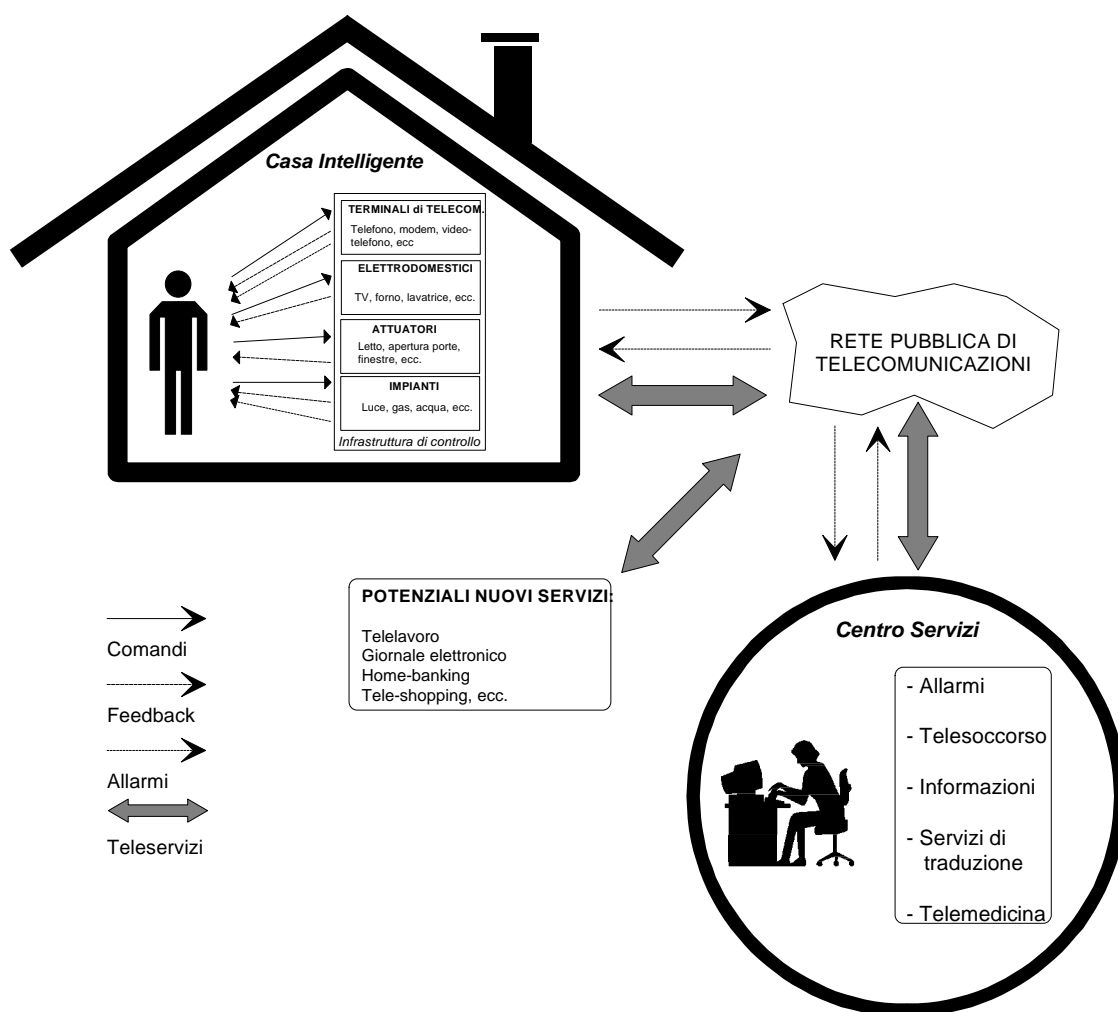 Casa Intelligente
TERMINALI di TELECOM.
Telefono, modem, video-
telefono, ecc
ELETTRODOMESTICI
TV, forno, lavatrice, ecc.
ATTUATORI
Letto, apertura porte,
finestre, ecc.
IMPIANTI
Luce, gas, acqua, ecc.
Infrastruttura di controllo
RETE PUBBLICA DI
TELECOMUNICAZIONI
POTENZIALI NUOVI SERVIZI:
Telelavoro
Giornale elettronico
Home-banking
Tele-shopping, ecc.
Comandi
Feedback
Allarmi
Teleservizi
Centro Servizi
- Allarmi
- Telesoccorso
- Informazioni
- Servizi di
traduzione
- Telemedicina